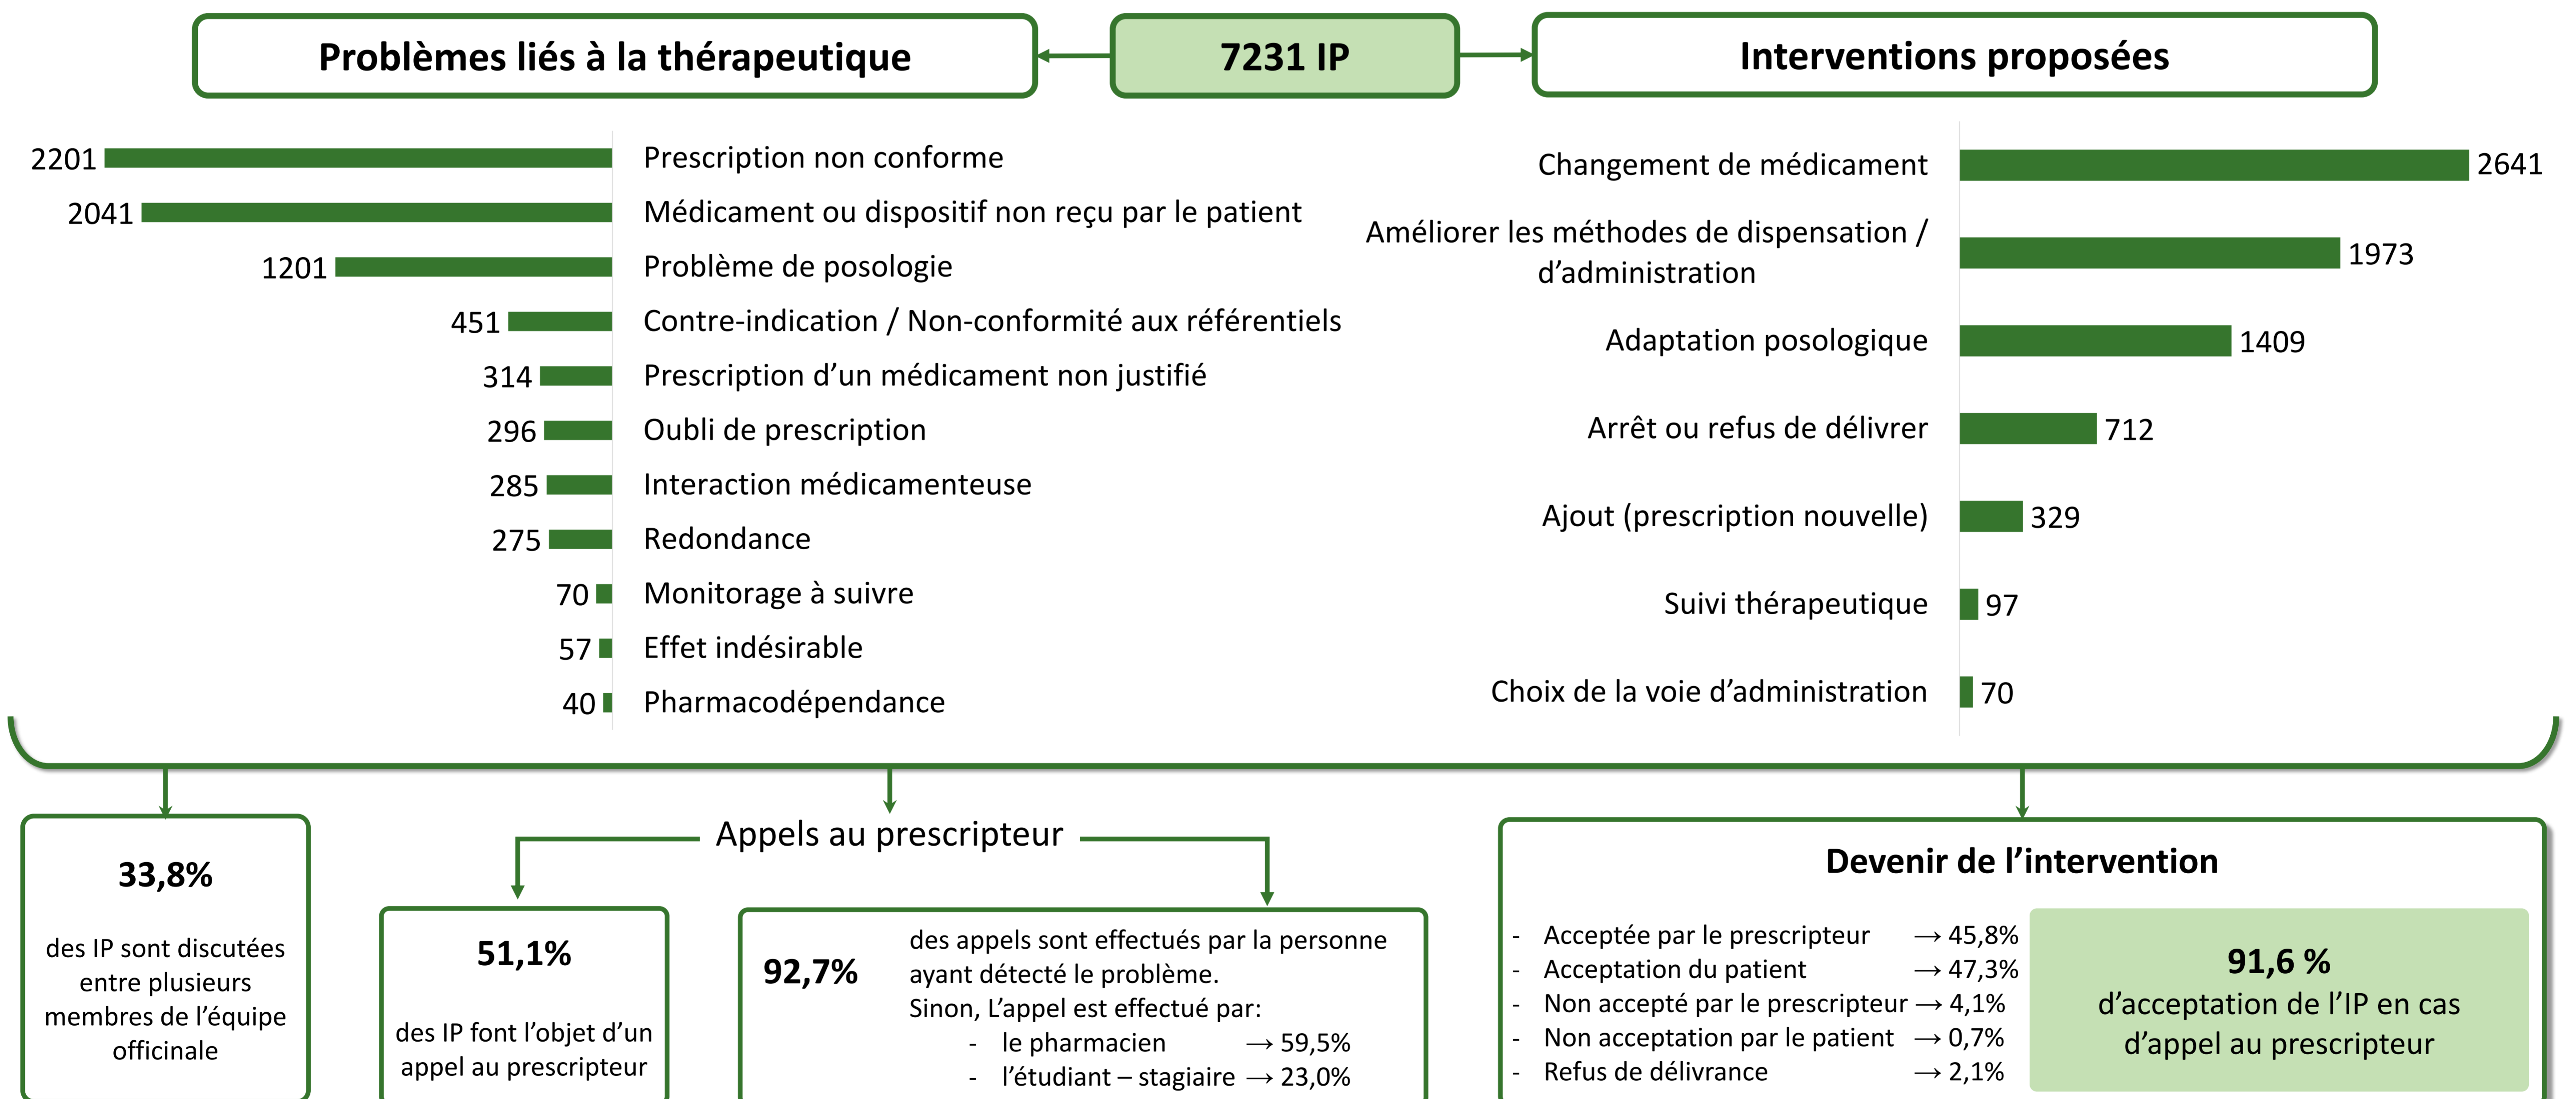 Problèmes liés à la thérapeutique
7231 IP
Interventions proposées
2201 Prescription non conforme
2041 Médicament ou dispositif non reçu par le patient
1201 Problème de posologie
451 Contre-indication / Non-conformité aux référentiels
314 Prescription d’un médicament non justifié
296 Oubli de prescription
285 Interaction médicamenteuse
275 Redondance
70 Monitorage à suivre
57 Effet indésirable
40 Pharmacodépendance
Changement de médicament 2641
Améliorer les méthodes de dispensation /
d’administration 1973
Adaptation posologique 1409
Arrêt ou refus de délivrer 712
Ajout (prescription nouvelle) 329
Suivi thérapeutique 97
Choix de la voie d’administration 70
33,8%
des IP sont discutées
entre plusieurs
membres de l’équipe
officinale
Appels au prescripteur
51,1%
des IP font l’objet d’un
appel au prescripteur
92,7%
des appels sont effectués par la personne
ayant détecté le problème.
Sinon, L’appel est effectué par:
- le pharmacien → 59,5%
- l’étudiant – stagiaire → 23,0%
Devenir de l’intervention
- Acceptée par le prescripteur → 45,8%
- Acceptation du patient → 47,3%
- Non accepté par le prescripteur → 4,1%
- Non acceptation par le patient → 0,7%
- Refus de délivrance → 2,1%
91,6 %
d’acceptation de l’IP en cas
d’appel au prescripteur